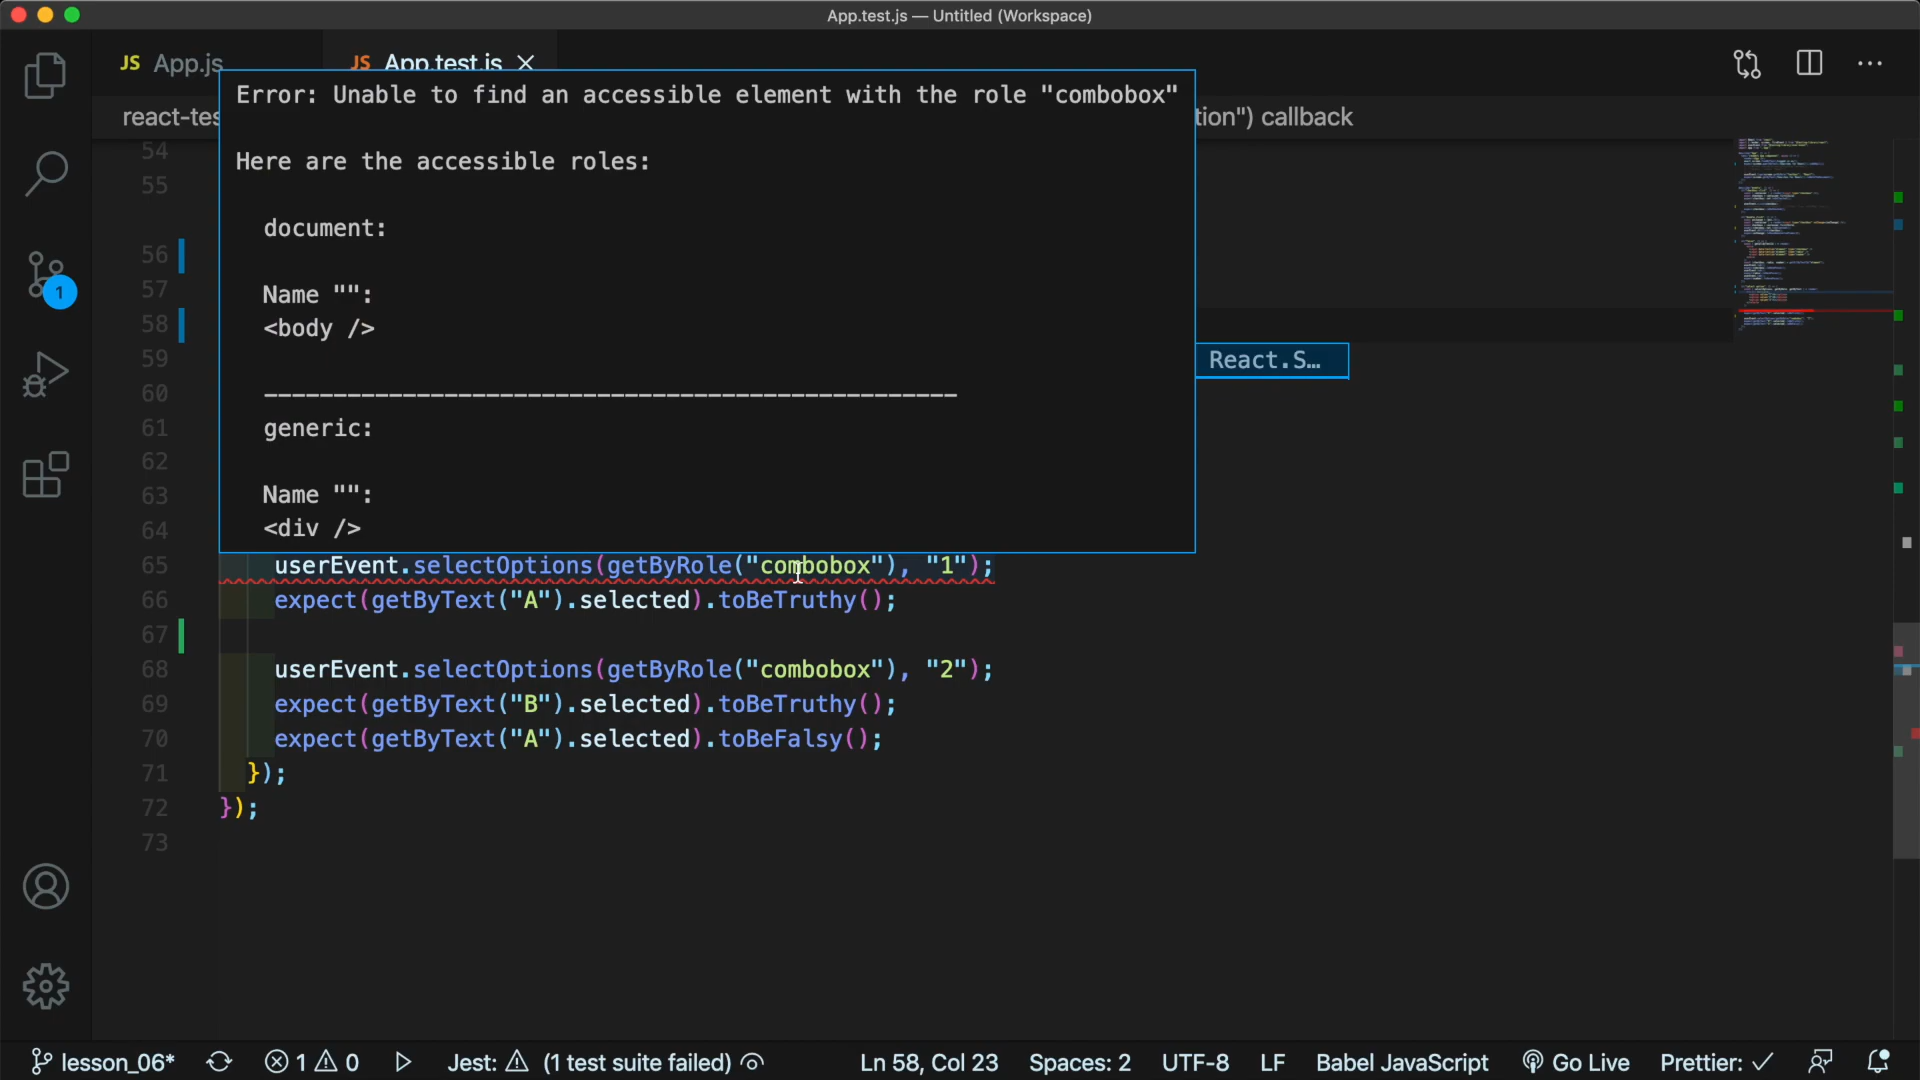 App.test.js — Untitled (Workspace)
JS App.js
JS App.test.js
react-tes
tion") callback
Error: Unable to find an accessible element with the role "combobox"
Here are the accessible roles:
document:
Name "":
<body />
--------------------------------------------------
generic:
Name "":
<div />
React.S…
54
55
56
57
58
59
60
61
62
63
64
65 userEvent.selectOptions(getByRole("combobox"), "1");
66 expect(getByText("A").selected).toBeTruthy();
67
68 userEvent.selectOptions(getByRole("combobox"), "2");
69 expect(getByText("B").selected).toBeTruthy();
70 expect(getByText("A").selected).toBeFalsy();
71 });
72 });
73
1
lesson_06* 1 0 Jest: (1 test suite failed) Ln 58, Col 23 Spaces: 2 UTF-8 LF Babel JavaScript Go Live Prettier: